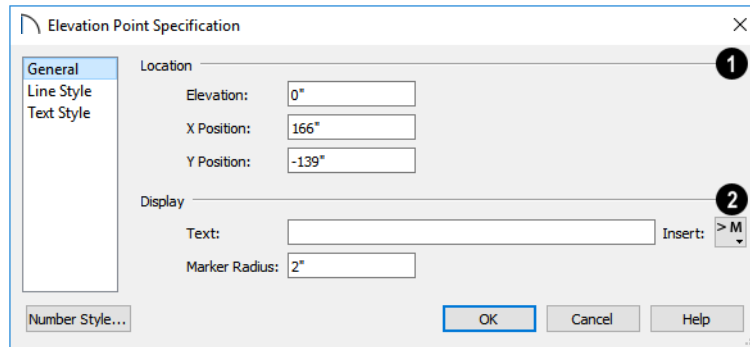 Elevation Point Specification
General
Line Style
Text Style
Location
1
Elevation: 0"
X Position: 166"
Y Position: -139"
Display
2
Text: Insert: > M
Marker Radius: 2"
Number Style... OK Cancel Help